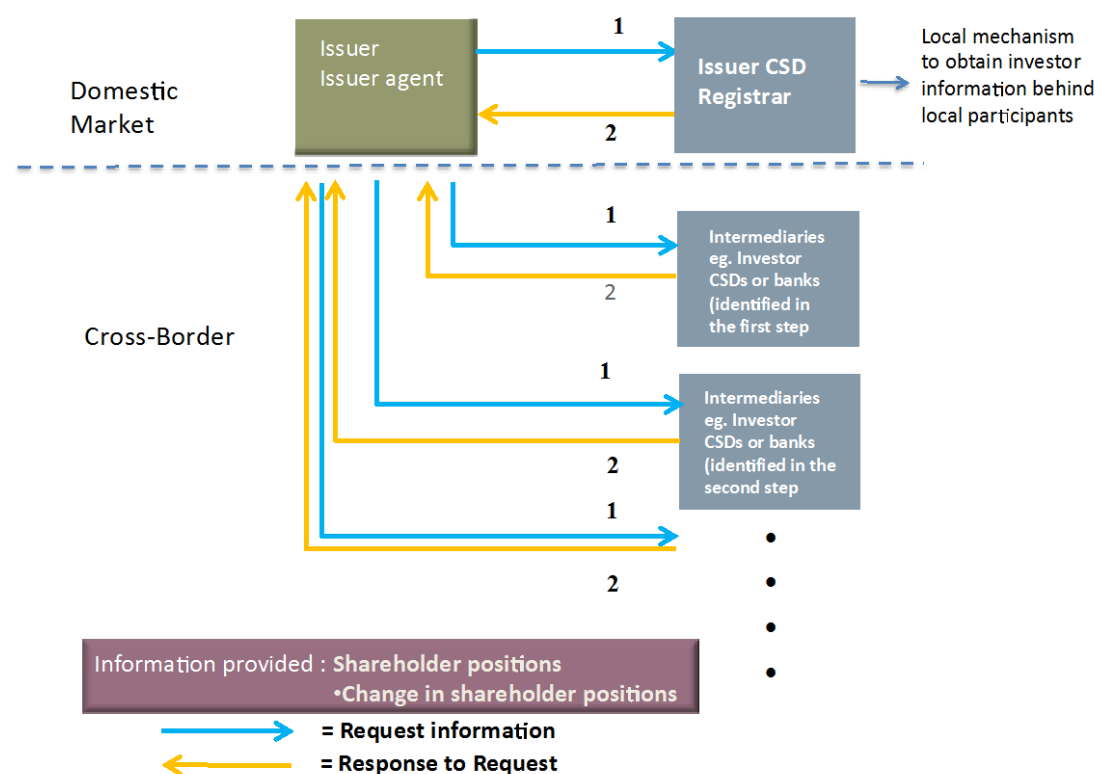 1
Issuer
Issuer agent
Issuer CSD
Registrar
Local mechanism
to obtain investor
information behind
local participants
Domestic
Market
2
1
Intermediaries
eg. Investor
CSDs or banks
(identified in
the first step
2
Cross-Border
1
Intermediaries
eg. Investor
CSDs or banks
(identified in the
second step
2
1
2
Information provided : Shareholder positions
•Change in shareholder positions
= Request information
= Response to Request